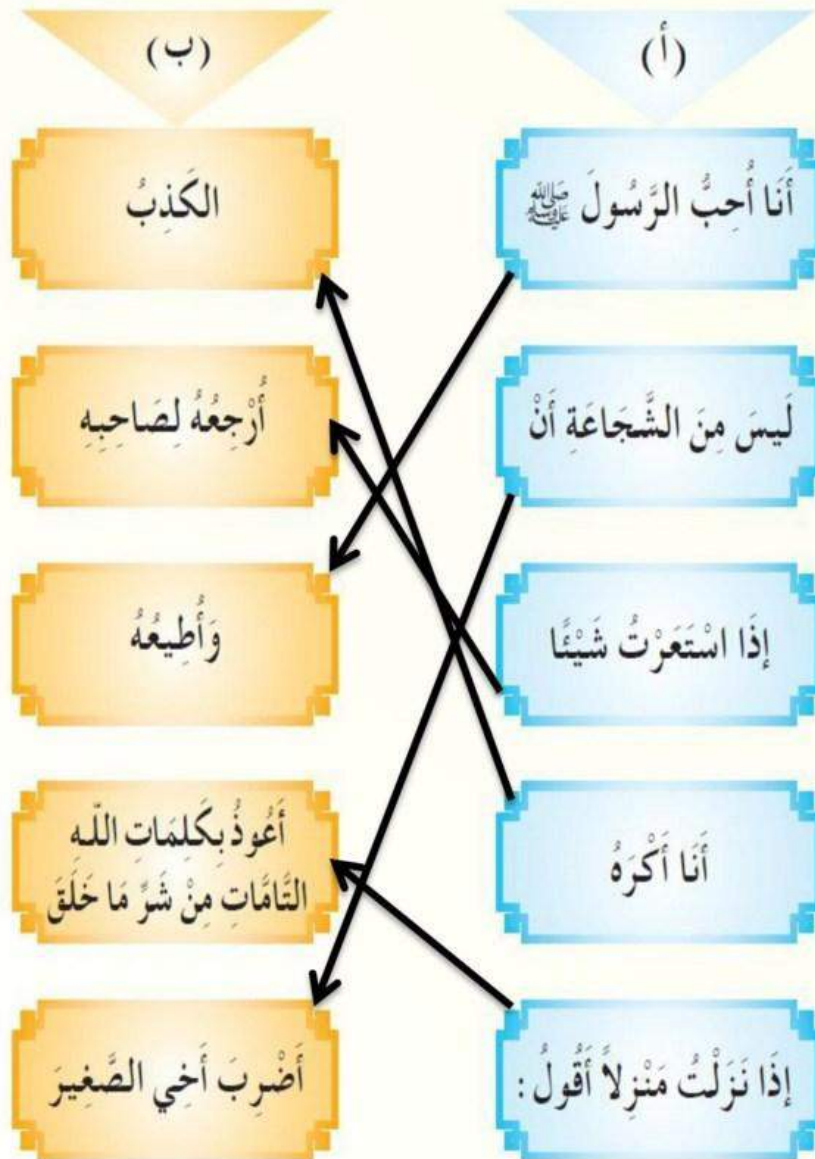 (أ) (ب)
أَنَا أُحِبُّ الرَّسُولَ ﷺ
الكَذِبُ
لَيسَ مِنَ الشَّجَاعَةِ أَنْ
أُرْجِعُهُ لِصَاحِبِهِ
إِذَا اسْتَعَرْتُ شَيْئًا
وَأُطِيعُهُ
أَنَا أَكْرَهُ
أَعُوذُ بِكَلِمَاتِ اللّهِ
التَّامَّاتِ مِنْ شَرِّ مَا خَلَقَ
إِذَا نَزَلْتُ مَنْزِلاً أَقُولُ :
أَضْرِبَ أَخِي الصَّغِيرَ